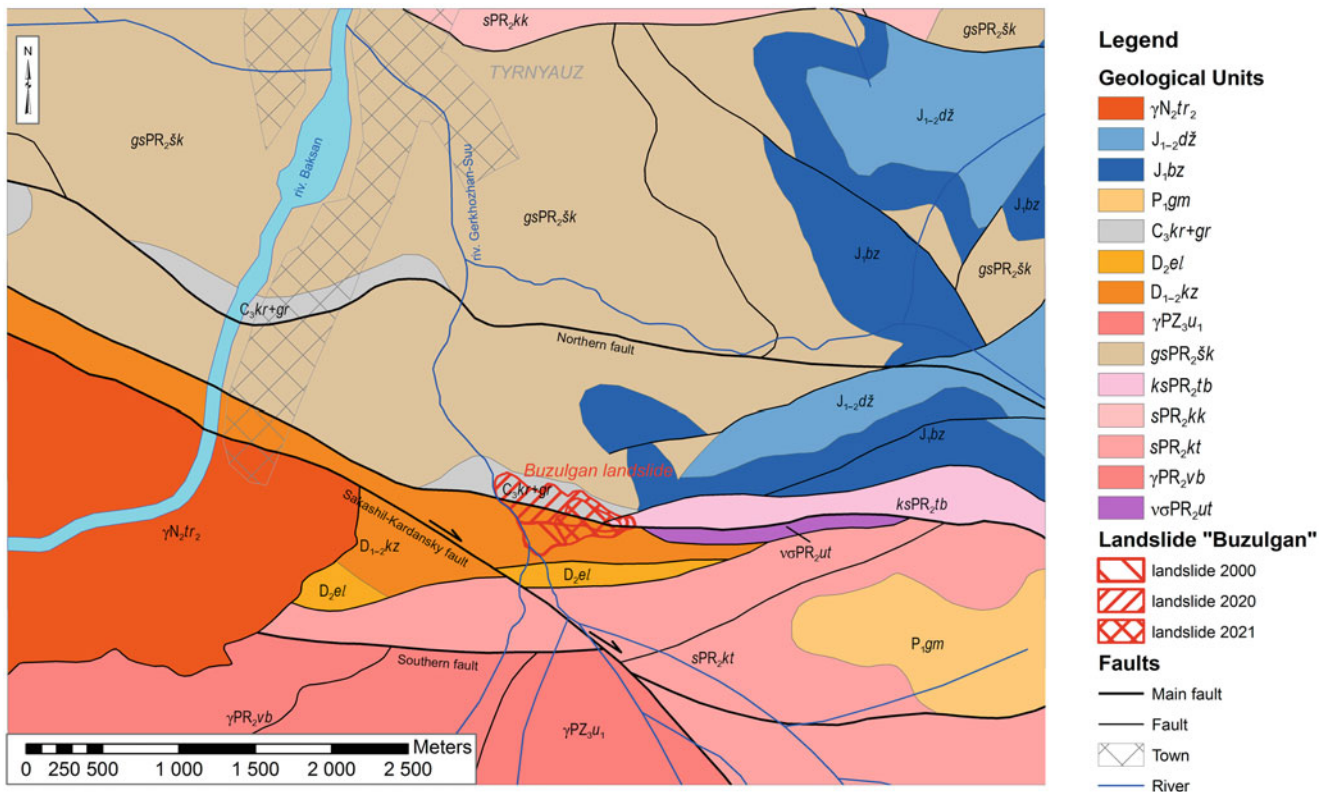 sPR₂kk
gsPR₂šk
N
TYRNYAUZ
J₁₋₂dž
gsPR₂šk
riv. Baksan
riv. Gerkhozhan-Suu
gsPR₂šk
J₁bz
J₁bz
gsPR₂šk
C₃kr+gr
Northern fault
J₁₋₂dž
J₁bz
Buzulgan landslide
C₃kr+gr
ksPR₂tb
Sakashil-Kardansky fault
γN₂tr₂
D₁₋₂kz
νσPR₂ut
D₂el
D₂el
P₁gm
sPR₂kt
Southern fault
γPR₂vb
γPZ₃u₁
Meters
0 250 500 1 000 1 500 2 000 2 500
Legend
Geological Units
γN₂tr₂
J₁₋₂dž
J₁bz
P₁gm
C₃kr+gr
D₂el
D₁₋₂kz
γPZ₃u₁
gsPR₂šk
ksPR₂tb
sPR₂kk
sPR₂kt
γPR₂vb
νσPR₂ut
Landslide "Buzulgan"
landslide 2000
landslide 2020
landslide 2021
Faults
Main fault
Fault
Town
River